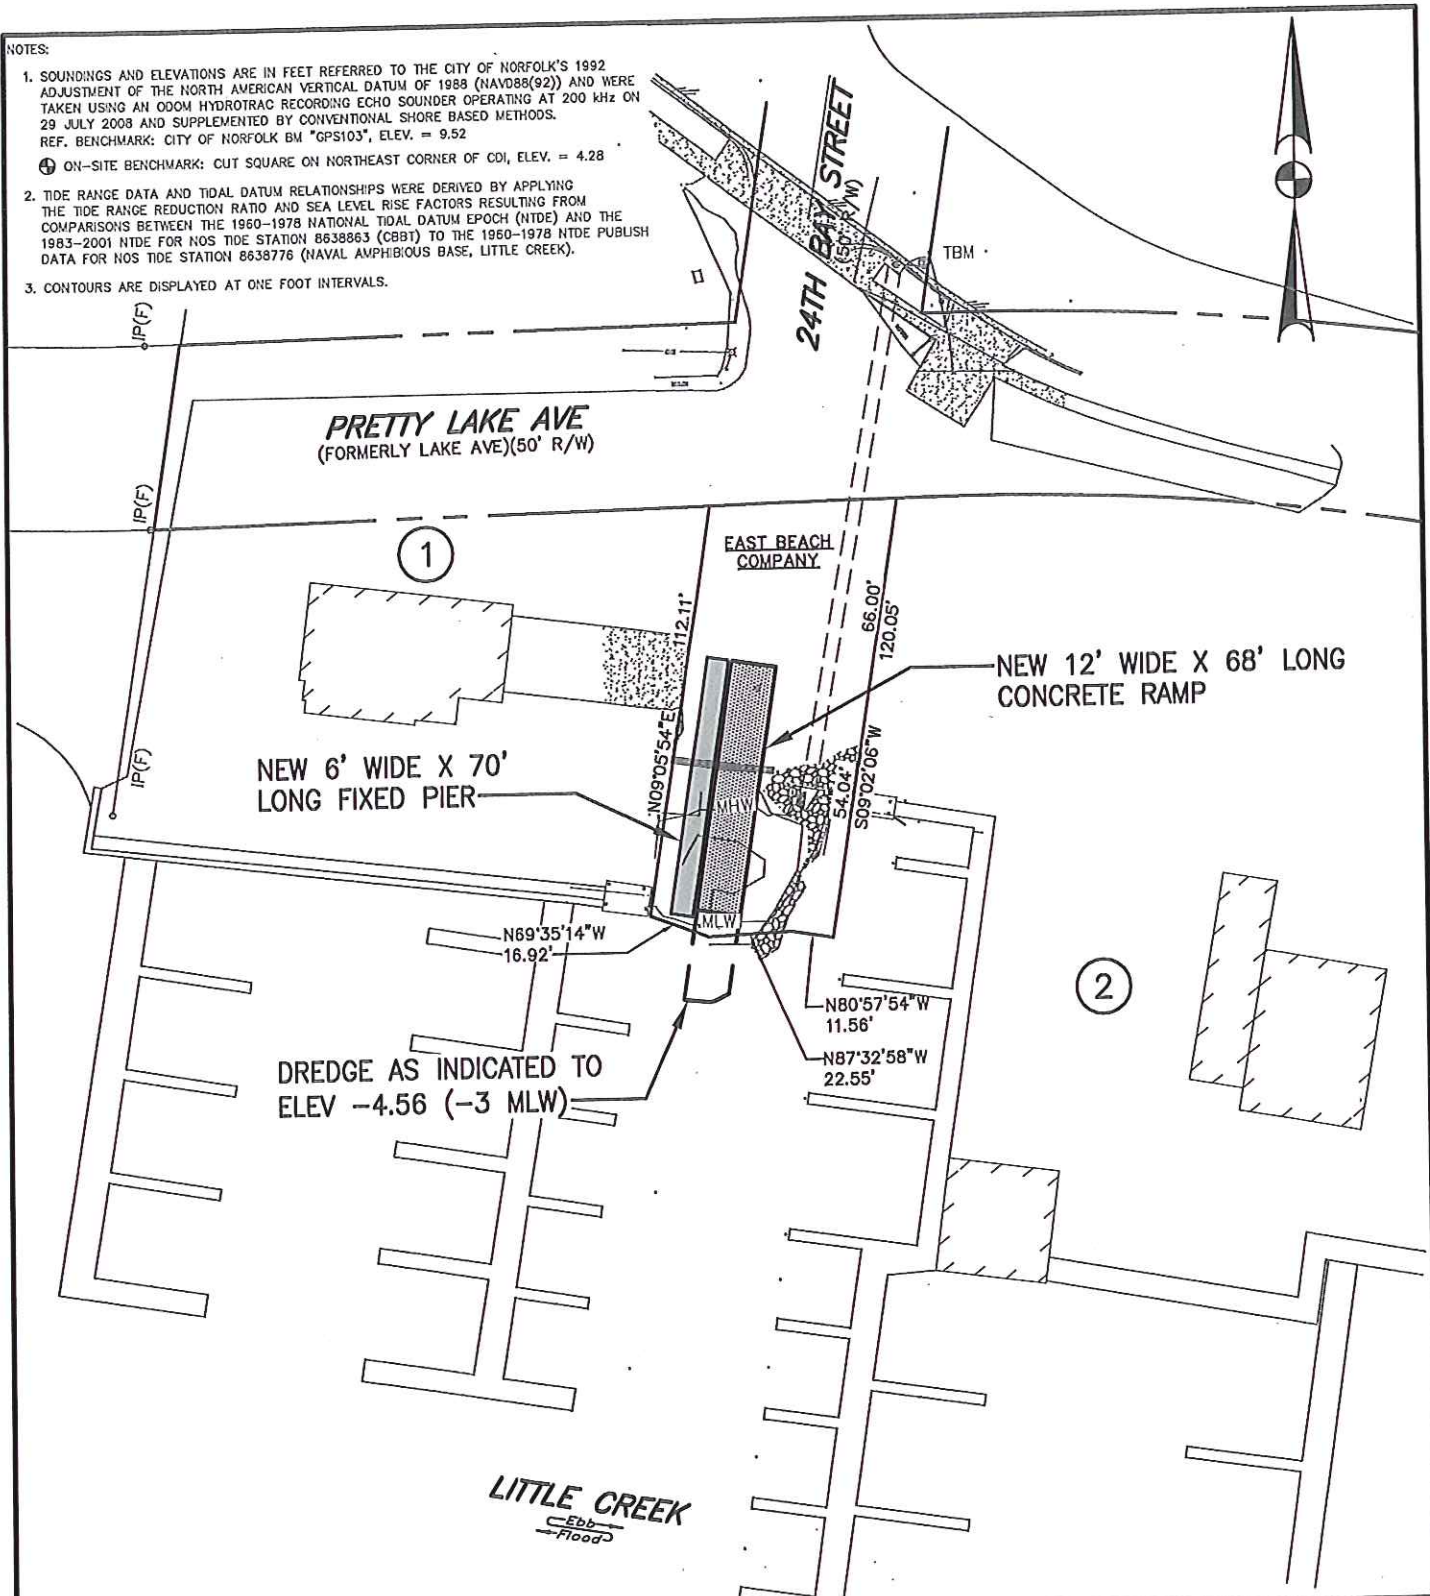 NOTES:
1. SOUNDINGS AND ELEVATIONS ARE IN FEET REFERRED TO THE CITY OF NORFOLK'S 1992
ADJUSTMENT OF THE NORTH AMERICAN VERTICAL DATUM OF 1988 (NAVD88(92)) AND WERE
TAKEN USING AN ODOM HYDROTRAC RECORDING ECHO SOUNDER OPERATING AT 200 kHz ON
29 JULY 2008 AND SUPPLEMENTED BY CONVENTIONAL SHORE BASED METHODS.
REF. BENCHMARK: CITY OF NORFOLK BM "GPS103", ELEV. = 9.52
ON-SITE BENCHMARK: CUT SQUARE ON NORTHEAST CORNER OF CDI, ELEV. = 4.28
2. TIDE RANGE DATA AND TIDAL DATUM RELATIONSHIPS WERE DERIVED BY APPLYING
THE TIDE RANGE REDUCTION RATIO AND SEA LEVEL RISE FACTORS RESULTING FROM
COMPARISONS BETWEEN THE 1960-1978 NATIONAL TIDAL DATUM EPOCH (NTDE) AND THE
1983-2001 NTDE FOR NOS TIDE STATION 8638863 (CBBT) TO THE 1960-1978 NTDE PUBLISH
DATA FOR NOS TIDE STATION 8638776 (NAVAL AMPHIBIOUS BASE, LITTLE CREEK).
3. CONTOURS ARE DISPLAYED AT ONE FOOT INTERVALS.
24TH BAY STREET
(50' R/W)
TBM
IP(F)
PRETTY LAKE AVE
(FORMERLY LAKE AVE)(50' R/W)
IP(F)
1
EAST BEACH
COMPANY
112.11'
N09°05'54"E
66.00'
120.05'
54.04'
S09°02'06"W
NEW 12' WIDE X 68' LONG
CONCRETE RAMP
IP(F)
NEW 6' WIDE X 70'
LONG FIXED PIER
MHW
MLW
N69°35'14"W
16.92'
2
N80°57'54"W
11.56'
N87°32'58"W
22.55'
DREDGE AS INDICATED TO
ELEV -4.56 (-3 MLW)
LITTLE CREEK
Ebb
Flood